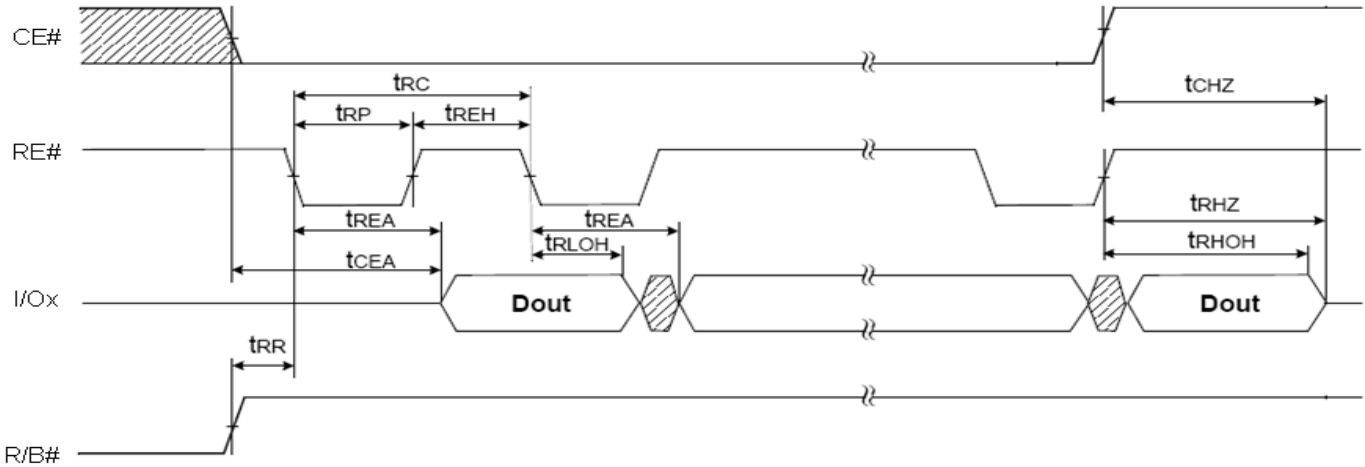 CE#
tRC
tCHZ
tRP
tREH
RE#
tREA
tREA
tRHZ
tRLOH
tRHOH
tCEA
I/Ox
Dout
Dout
tRR
R/B#